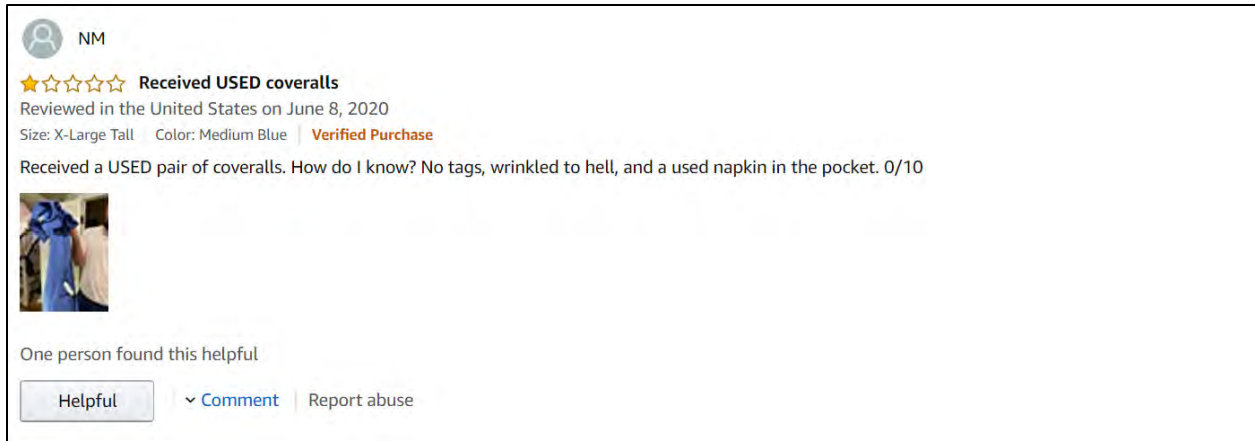 NM
Received USED coveralls
Reviewed in the United States on June 8, 2020
Size: X-Large Tall Color: Medium Blue Verified Purchase
Received a USED pair of coveralls. How do I know? No tags, wrinkled to hell, and a used napkin in the pocket. 0/10
One person found this helpful
Helpful Comment Report abuse